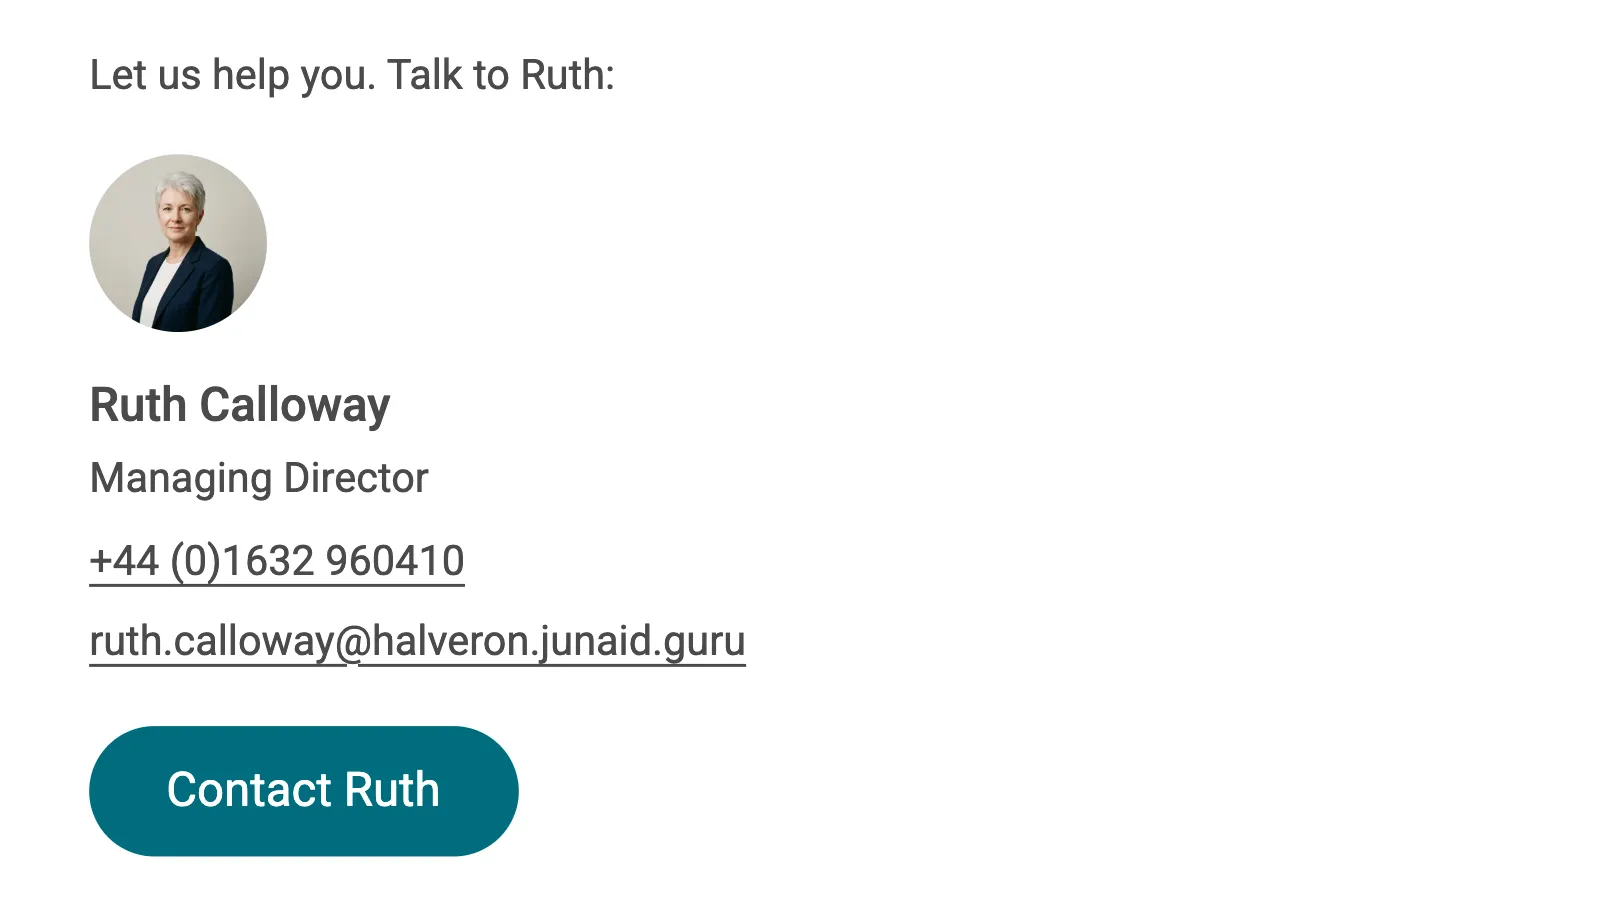 Let us help you. Talk to Ruth:
Ruth Calloway
Managing Director
+44 (0)1632 960410
ruth.calloway@halveron.junaid.guru
Contact Ruth